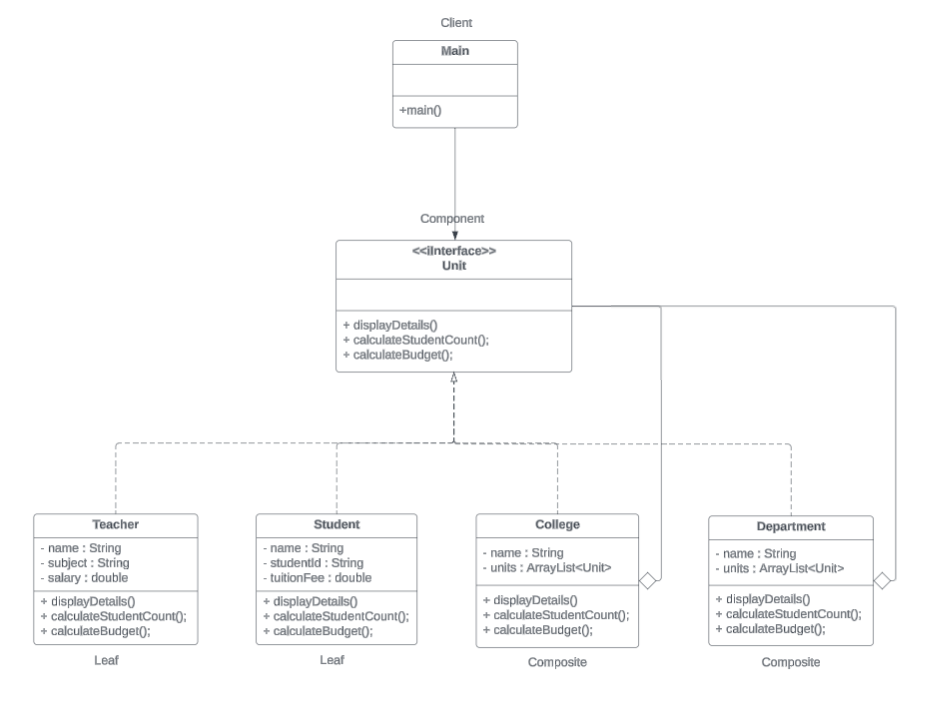 Client
Main
+main()
Component
<<iInterface>>
Unit
+ displayDetails()
+ calculateStudentCount();
+ calculateBudget();
Teacher
- name : String
- subject : String
- salary : double
+ displayDetails()
+ calculateStudentCount();
+ calculateBudget();
Leaf
Student
- name : String
- studentId : String
- tuitionFee : double
+ displayDetails()
+ calculateStudentCount();
+ calculateBudget();
Leaf
College
- name : String
- units : ArrayList<Unit>
+ displayDetails()
+ calculateStudentCount();
+ calculateBudget();
Composite
Department
- name : String
- units : ArrayList<Unit>
+ displayDetails()
+ calculateStudentCount();
+ calculateBudget();
Composite